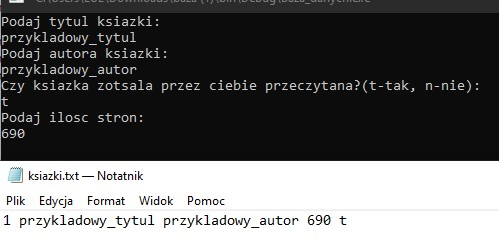 Podaj tytul ksiazki:
przykladowy_tytul
Podaj autora ksiazki:
przykladowy_autor
Czy ksiazka zotsala przez ciebie przeczytana?(t-tak, n-nie):
t
Podaj ilosc stron:
690
ksiazki.txt — Notatnik
Plik Edycja Format Widok Pomoc
1 przykladowy_tytul przykladowy_autor 690 t